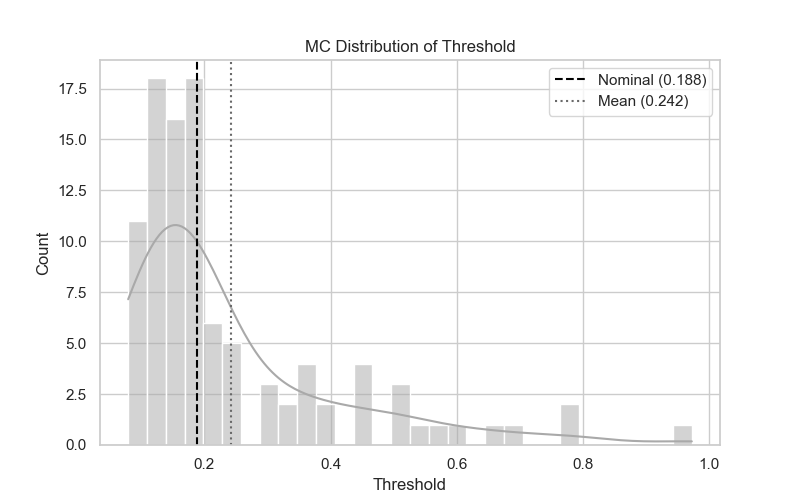 MC Distribution of Threshold
Nominal (0.188)
Mean (0.242)
Count
17.5
15.0
12.5
10.0
7.5
5.0
2.5
0.0
0.2
0.4
0.6
0.8
1.0
Threshold